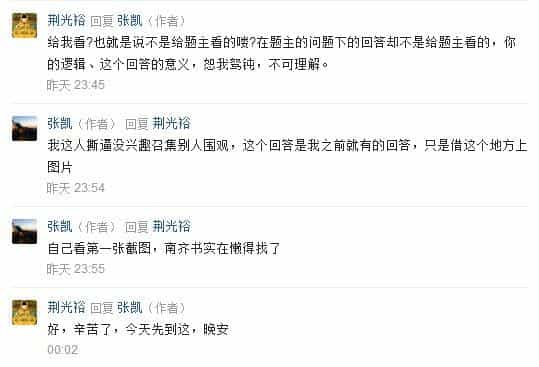 荆光裕 回复 张凯（作者）
给我看?也就是说不是给题主看的喽?在题主的问题下的回答却不是给题主看的，你
的逻辑、这个回答的意义，恕我驽钝，不可理解。
昨天 23:45
张凯（作者） 回复 荆光裕
我这人撕逼没兴趣召集别人围观，这个回答是我之前就有的回答，只是借这个地方上
图片
昨天 23:54
张凯（作者） 回复 荆光裕
自己看第一张截图，南齐书实在懒得找了
昨天 23:55
荆光裕 回复 张凯（作者）
好，辛苦了，今天先到这，晚安
00:02